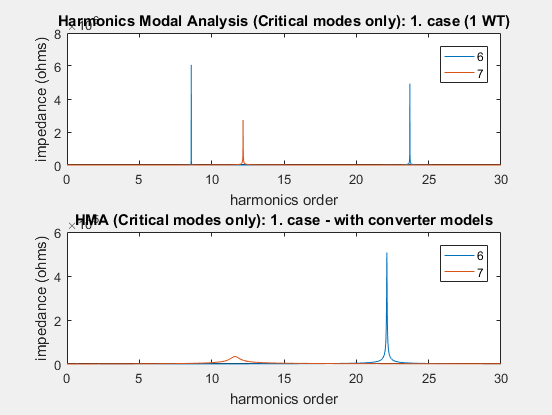 Harmonics Modal Analysis (Critical modes only): 1. case (1 WT)
8
6
4
2
0
impedance (ohms)
6
7
0 5 10 15 20 25 30
harmonics order
HMA (Critical modes only): 1. case - with converter models
6
4
2
0
impedance (ohms)
6
7
0 5 10 15 20 25 30
harmonics order